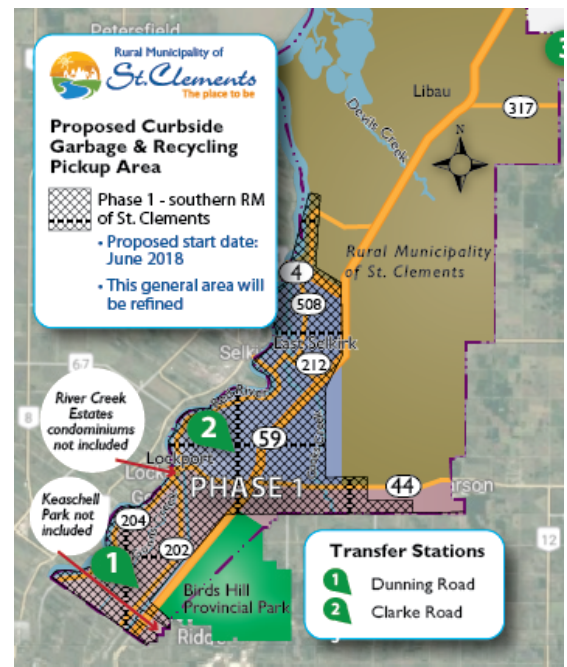 Petersfield
Rural Municipality of
St. Clements
The place to be
Proposed Curbside
Garbage & Recycling
Pickup Area
Phase 1 - southern RM
of St. Clements
• Proposed start date:
June 2018
• This general area will
be refined
3
Libau
317
Devils Creek
N
Rural Municipality
of St. Clements
4
508
East Selkirk
212
67
8
River Creek
Estates
condominiums
not included
2
59
Lockport
PHASE 1
44
Keaschell
Park not
included
204
202
12
1
Birds Hill
Provincial Park
Transfer Stations
1 Dunning Road
2 Clarke Road